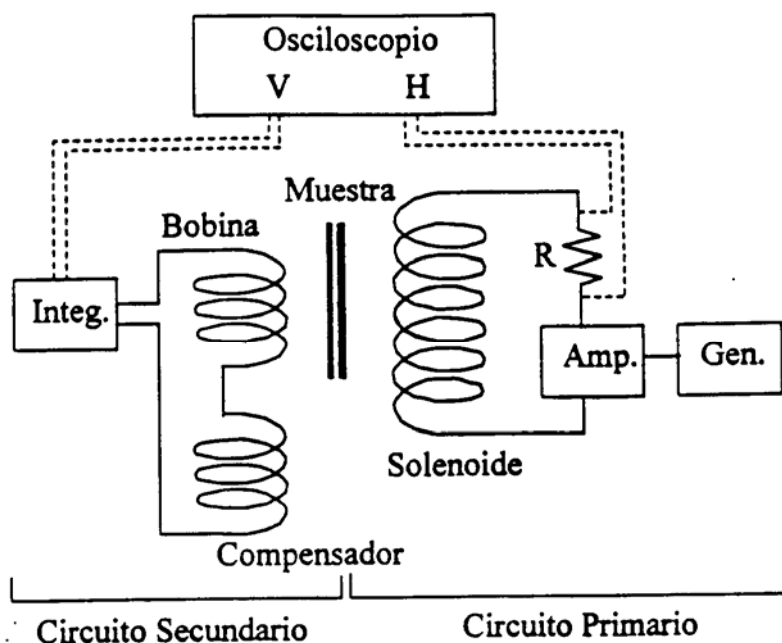 Osciloscopio
V H
Muestra
Bobina
R
Integ.
Amp.
Gen.
Solenoide
Compensador
Circuito Secundario
Circuito Primario